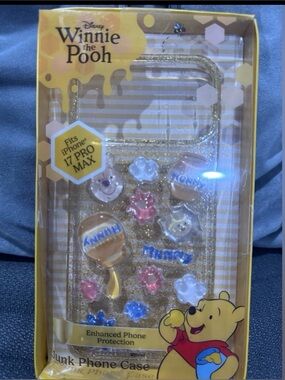 Disney
Winnie
the
Pooh
Fits
iPhone®
17 PRO
MAX
HUNNY
HUNNY
HUNNY
Enhanced Phone
Protection
Junk Phone Case